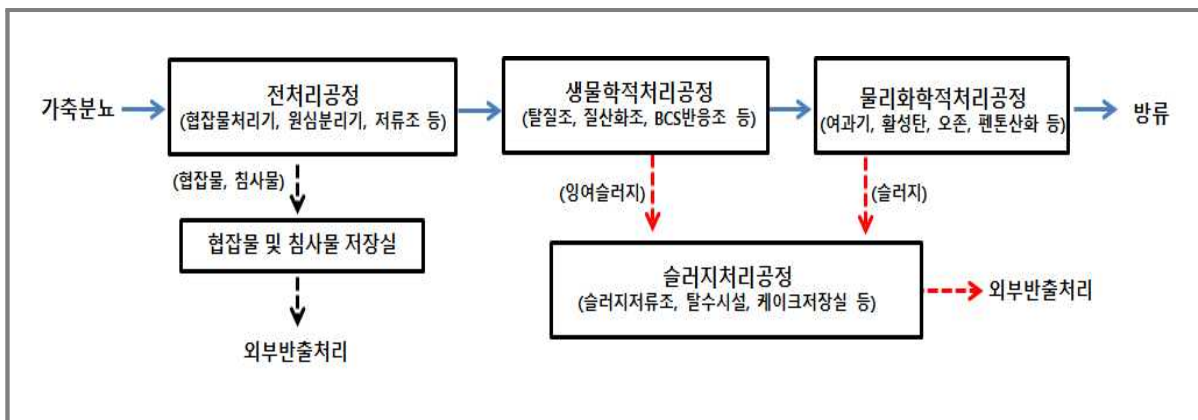 가축분뇨
전처리공정
(협잡물처리기, 원심분리기, 저류조 등)
생물학적처리공정
(탈질조, 질산화조, BCS반응조 등)
물리화학적처리공정
(여과기, 활성탄, 오존, 펜톤산화 등)
방류
(협잡물, 침사물)
(잉여슬러지)
(슬러지)
협잡물 및 침사물 저장실
슬러지처리공정
(슬러지저류조, 탈수시설, 케이크저장실 등)
외부반출처리
외부반출처리